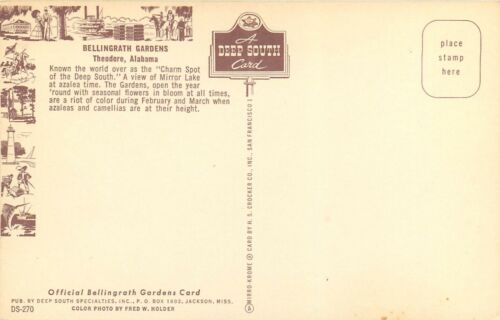 BELLINGRATH GARDENS
Theodore, Alabama
Known the world over as the "Charm Spot
of the Deep South." A view of Mirror Lake
at azalea time. The Gardens, open the year
'round with seasonal flowers in bloom at all times,
are a riot of color during February and March when
azaleas and camellias are at their height.
A
DEEP SOUTH
Card
place
stamp
here
MIRRO-KROME ® CARD BY H. S. CROCKER CO., INC., SAN FRANCISCO 1
Official Bellingrath Gardens Card
PUB. BY DEEP SOUTH SPECIALTIES, INC., P. O. BOX 1602, JACKSON, MISS.
DS-270
COLOR PHOTO BY FRED W. HOLDER